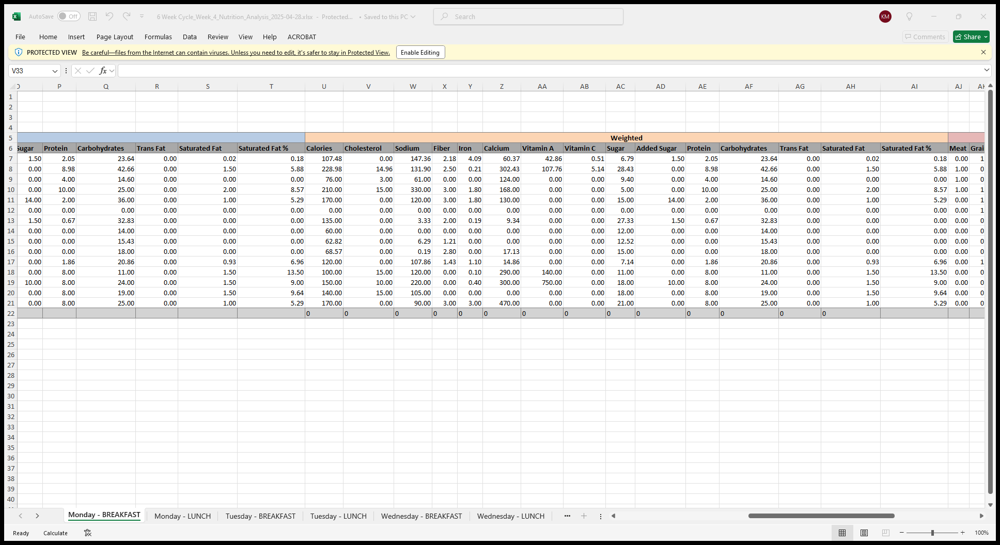 AutoSave Off 6 Week Cycle_Week_4_Nutrition_Analysis_2025-04-28.xlsx - Protected... • Saved to this PC Search KM
File Home Insert Page Layout Formulas Data Review View Help ACROBAT Comments Share
PROTECTED VIEW Be careful—files from the Internet can contain viruses. Unless you need to edit, it's safer to stay in Protected View. Enable Editing
V33 fx
P Q R S T U V W X Y Z AA AB AC AD AE AF AG AH AI AJ
1
2
3
4
5 Weighted
6 Sugar Protein Carbohydrates Trans Fat Saturated Fat Saturated Fat % Calories Cholesterol Sodium Fiber Iron Calcium Vitamin A Vitamin C Sugar Added Sugar Protein Carbohydrates Trans Fat Saturated Fat Saturated Fat % Meat Grai
7 1.50 2.05 23.64 0.00 0.02 0.18 107.48 0.00 147.36 2.18 4.09 60.37 42.86 0.51 6.79 1.50 2.05 23.64 0.00 0.02 0.18 0.00 1
8 0.00 8.98 42.66 0.00 1.50 5.88 228.98 14.96 131.90 2.50 0.21 302.43 107.76 5.14 28.43 0.00 8.98 42.66 0.00 1.50 5.88 1.00 0
9 0.00 4.00 14.60 0.00 0.00 0.00 76.00 3.00 61.00 0.00 0.00 124.00 0.00 0.00 9.40 0.00 4.00 14.60 0.00 0.00 0.00 1.00 0
10 0.00 10.00 25.00 0.00 2.00 8.57 210.00 15.00 330.00 3.00 1.80 168.00 0.00 0.00 5.00 0.00 10.00 25.00 0.00 2.00 8.57 1.00 1
11 14.00 2.00 36.00 0.00 1.00 5.29 170.00 0.00 120.00 3.00 1.80 130.00 0.00 0.00 15.00 14.00 2.00 36.00 0.00 1.00 5.29 0.00 1
12 0.00 0.00 0.00 0.00 0.00 0.00 0.00 0.00 0.00 0.00 0.00 0.00 0.00 0.00 0.00 0.00 0.00 0.00 0.00 0.00 0.00 0.00 1
13 1.50 0.67 32.83 0.00 0.00 0.00 135.00 0.00 3.33 2.00 0.19 9.34 0.00 0.00 27.33 1.50 0.67 32.83 0.00 0.00 0.00 0.00 0
14 0.00 0.00 14.00 0.00 0.00 0.00 60.00 0.00 0.00 0.00 0.00 0.00 0.00 0.00 12.00 0.00 0.00 14.00 0.00 0.00 0.00 0.00 0
15 0.00 0.00 15.43 0.00 0.00 0.00 62.82 0.00 6.29 1.21 0.00 0.00 0.00 0.00 12.52 0.00 0.00 15.43 0.00 0.00 0.00 0.00 0
16 0.00 0.00 18.00 0.00 0.00 0.00 68.57 0.00 0.19 2.80 0.00 17.13 0.00 0.00 15.00 0.00 0.00 18.00 0.00 0.00 0.00 0.00 0
17 0.00 1.86 20.86 0.00 0.93 6.96 120.00 0.00 107.86 1.43 1.10 14.86 0.00 0.00 7.14 0.00 1.86 20.86 0.00 0.93 6.96 0.00 1
18 0.00 8.00 11.00 0.00 1.50 13.50 100.00 15.00 120.00 0.00 0.10 290.00 140.00 0.00 11.00 0.00 8.00 11.00 0.00 1.50 13.50 0.00 0
19 10.00 8.00 24.00 0.00 1.50 9.00 150.00 10.00 220.00 0.00 0.40 300.00 750.00 0.00 18.00 10.00 8.00 24.00 0.00 1.50 9.00 0.00 0
20 0.00 8.00 19.00 0.00 1.50 9.64 140.00 15.00 105.00 0.00 0.00 0.00 0.00 0.00 18.00 0.00 8.00 19.00 0.00 1.50 9.64 0.00 0
21 0.00 8.00 25.00 0.00 1.00 5.29 170.00 0.00 90.00 3.00 3.00 470.00 0.00 0.00 21.00 0.00 8.00 25.00 0.00 1.00 5.29 0.00 0
22 0 0 0 0 0 0 0 0 0 0 0 0 0 0
23
24
25
26
27
28
29
30
31
32
33
34
35
36
37
38
39
40
Monday - BREAKFAST Monday - LUNCH Tuesday - BREAKFAST Tuesday - LUNCH Wednesday - BREAKFAST Wednesday - LUNCH ...
Ready Calculate 100%